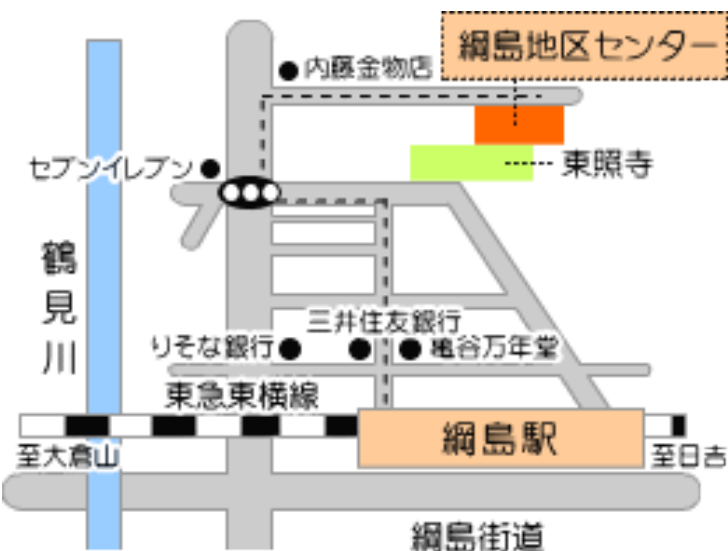 綱島地区センター
内藤金物店
東照寺
セブンイレブン
鶴見川
三井住友銀行
りそな銀行
亀谷万年堂
東急東横線
綱島駅
至大倉山
至日吉
綱島街道